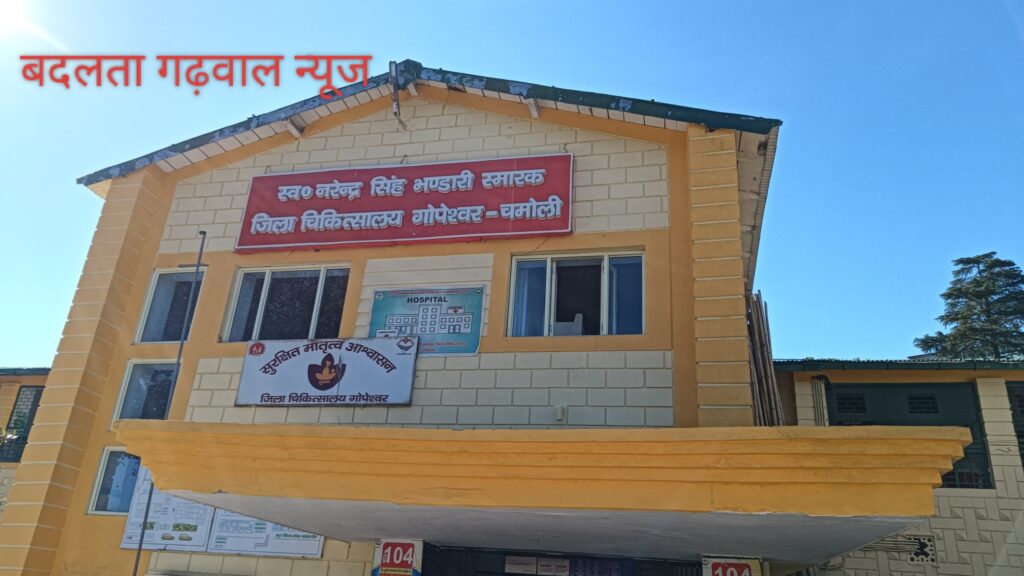 बदलता गढ़वाल न्यूज
स्व० नरेन्द्र सिंह भण्डारी स्मारक
जिला चिकित्सालय गोपेश्वर - चमोली
HOSPITAL
सुरक्षित मातृत्व आश्वासन
जिला चिकित्सालय गोपेश्वर
104
104